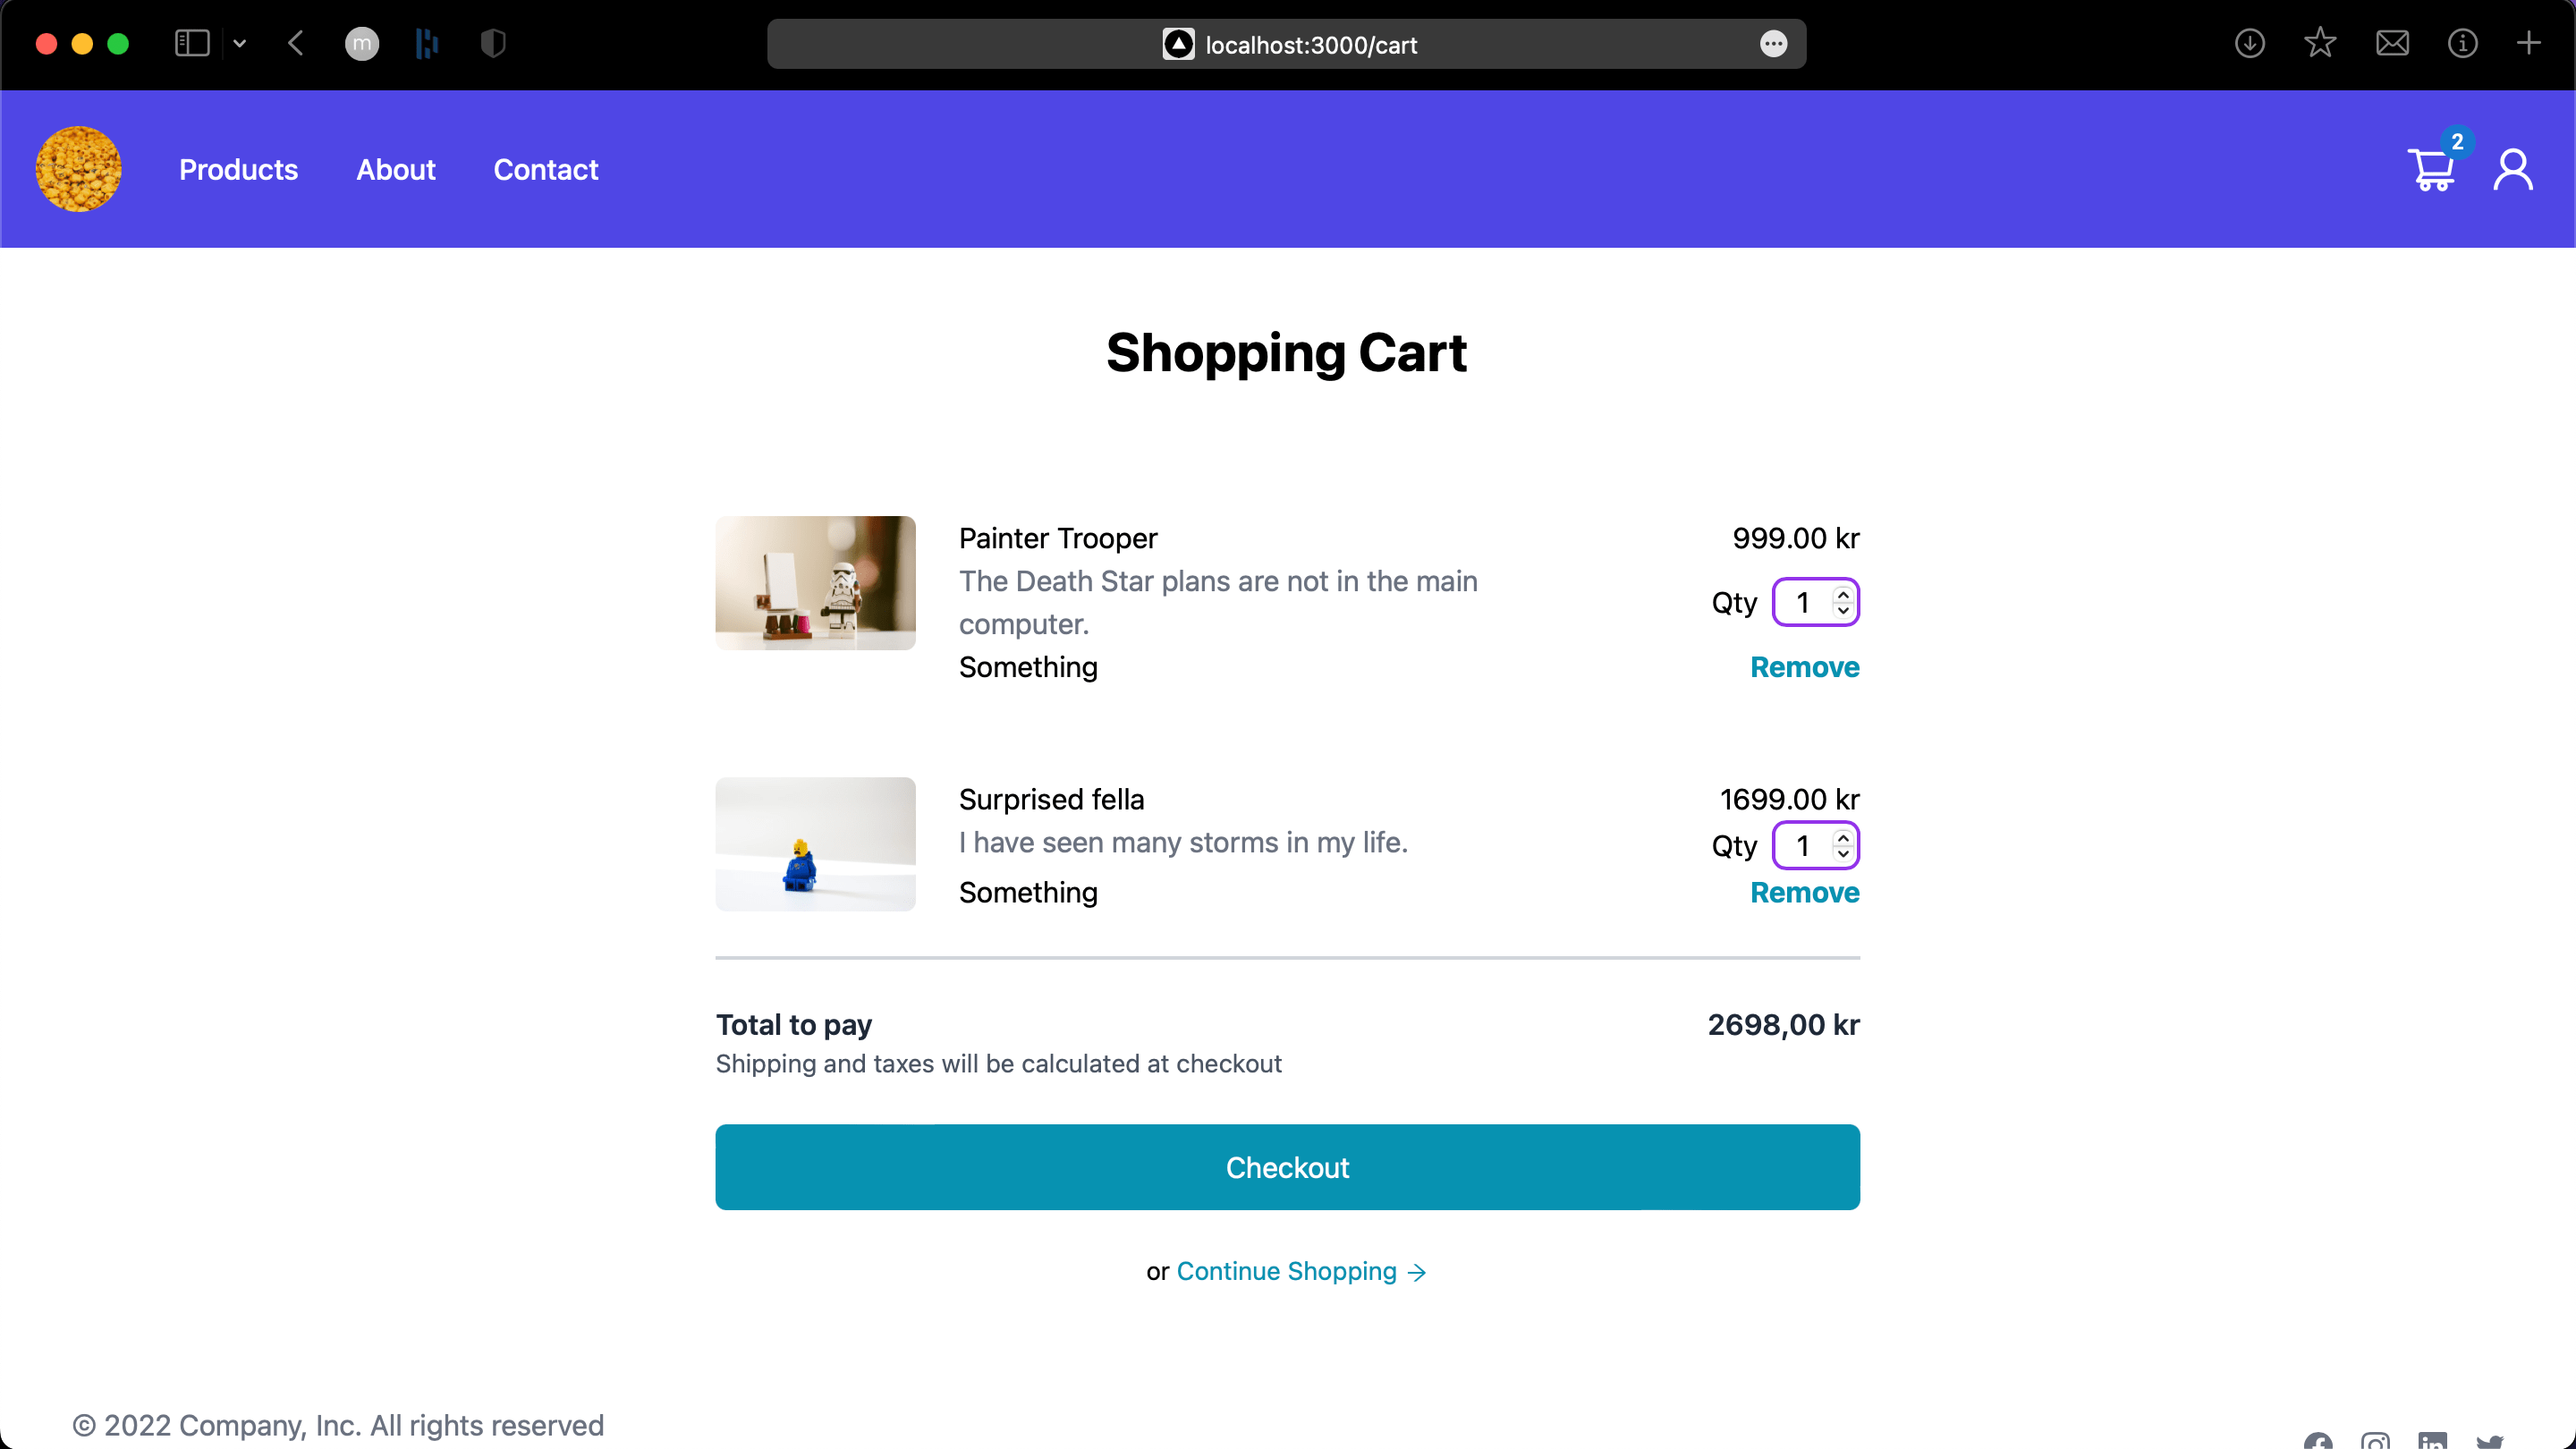 m
localhost:3000/cart
Products
About
Contact
2
Shopping Cart
Painter Trooper
999.00 kr
The Death Star plans are not in the main
computer.
Qty 1
Something
Remove
Surprised fella
1699.00 kr
I have seen many storms in my life.
Qty 1
Something
Remove
Total to pay
2698,00 kr
Shipping and taxes will be calculated at checkout
Checkout
or Continue Shopping →
© 2022 Company, Inc. All rights reserved